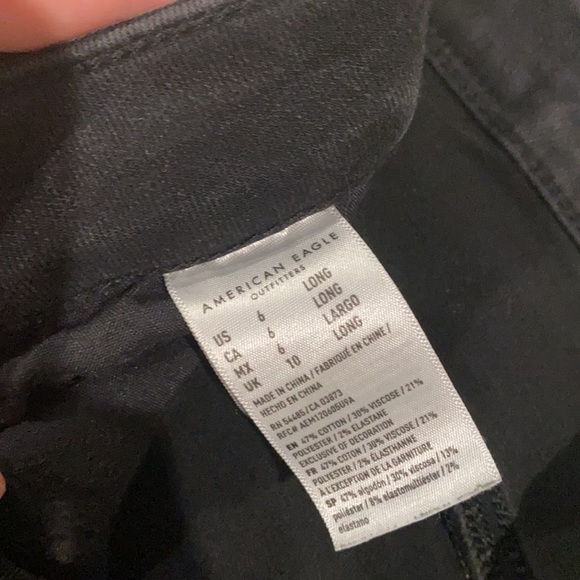 AMERICAN EAGLE
OUTFITTERS
US 6 LONG
CA 6 LONG
MX 6 LARGO
UK 10 LONG
MADE IN CHINA / FABRIQUÉ EN CHINE /
HECHO EN CHINA
RN 54485/CA 03873
RFC# AEM120605U9A
EN 47% COTTON / 30% VISCOSE / 21%
POLYESTER / 2% ELASTANE
EXCLUSIVE OF DECORATION
FR 47% COTON / 30% VISCOSE / 21%
POLYESTER / 2% ÉLASTHANNE
À L'EXCEPTION DE LA GARNITURE
SP 47% algodón / 30% viscosa / 13%
poliéster / 8% elastomultiéster / 2%
elastano